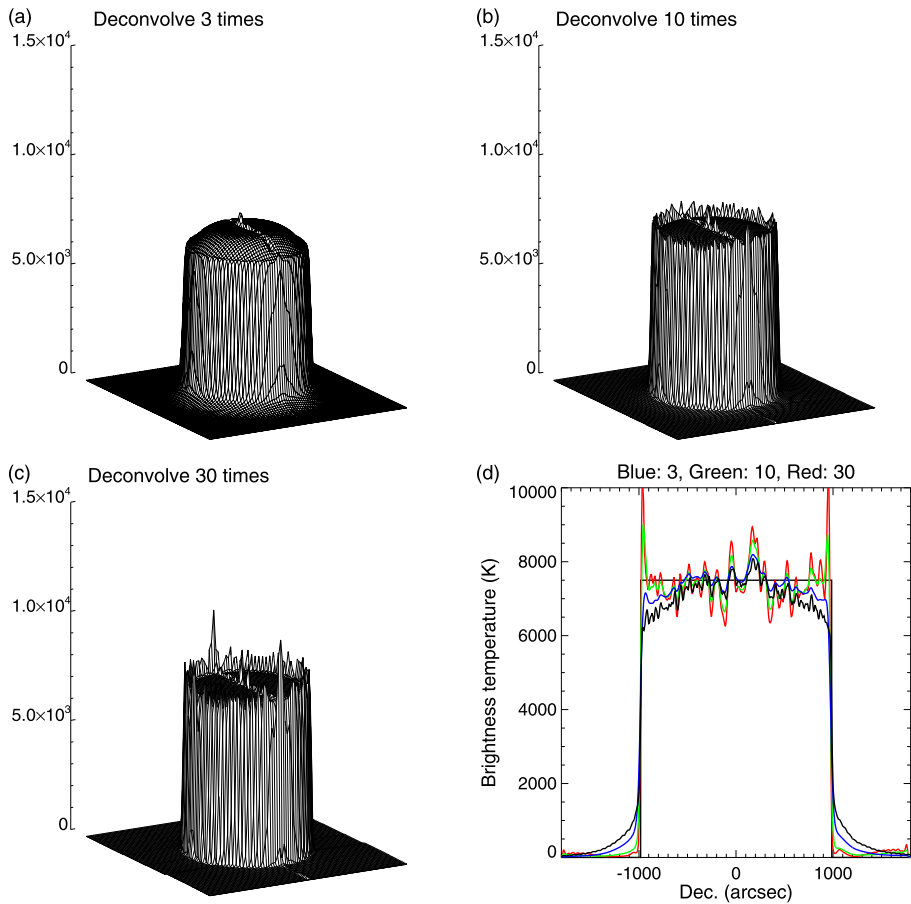 (a) Deconvolve 3 times
1.5×10⁴
1.0×10⁴
5.0×10³
0
(b) Deconvolve 10 times
1.5×10⁴
1.0×10⁴
5.0×10³
0
(c) Deconvolve 30 times
1.5×10⁴
1.0×10⁴
5.0×10³
0
(d) Blue: 3, Green: 10, Red: 30
Brightness temperature (K)
10000
8000
6000
4000
2000
0
-1000 0 1000
Dec. (arcsec)